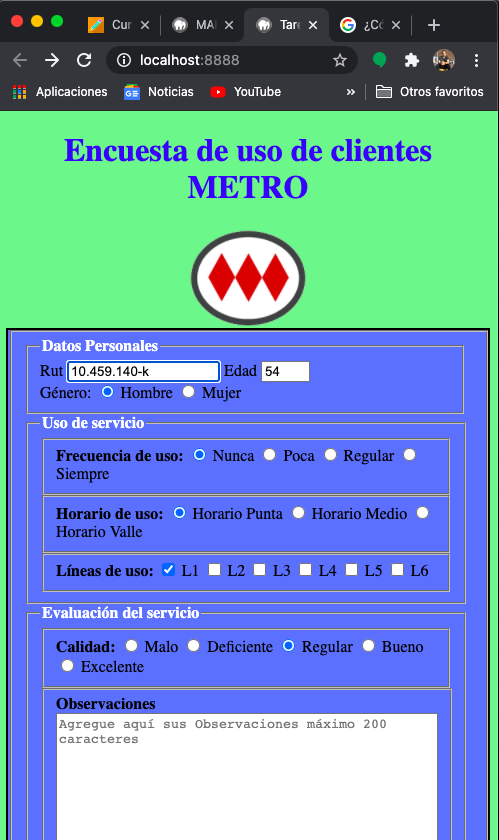 Cur
MAI
Tare
¿Có
localhost:8888
Aplicaciones
Noticias
YouTube
»
Otros favoritos
Encuesta de uso de clientes
METRO
Datos Personales
Rut 10.459.140-k Edad 54
Género: Hombre Mujer
Uso de servicio
Frecuencia de uso: Nunca Poca Regular
Siempre
Horario de uso: Horario Punta Horario Medio
Horario Valle
Líneas de uso: L1 L2 L3 L4 L5 L6
Evaluación del servicio
Calidad: Malo Deficiente Regular Bueno
Excelente
Observaciones
Agregue aquí sus Observaciones máximo 200
caracteres